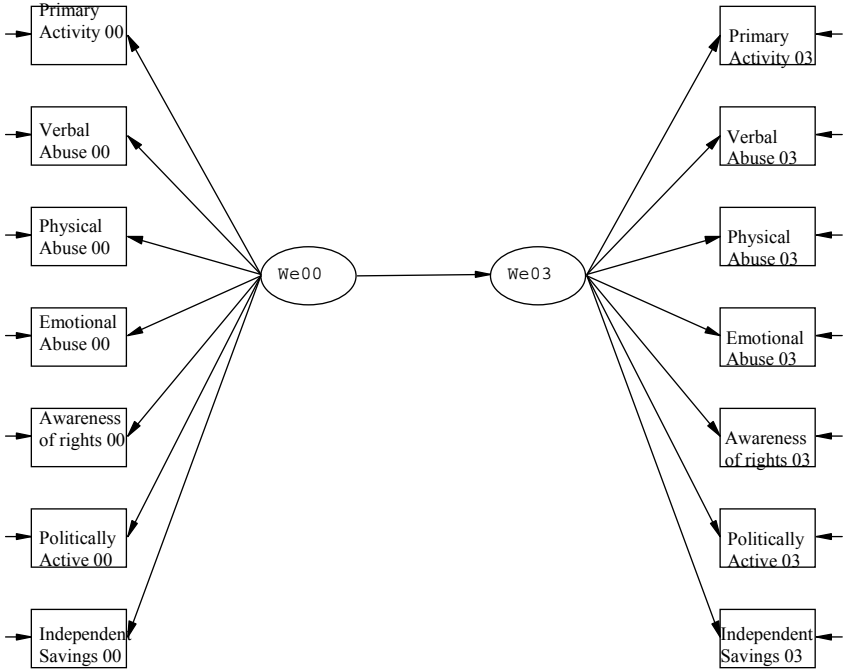 Primary
Activity 00
Verbal
Abuse 00
Physical
Abuse 00
Emotional
Abuse 00
Awareness
of rights 00
Politically
Active 00
Independent
Savings 00
We00
We03
Primary
Activity 03
Verbal
Abuse 03
Physical
Abuse 03
Emotional
Abuse 03
Awareness
of rights 03
Politically
Active 03
Independent
Savings 03